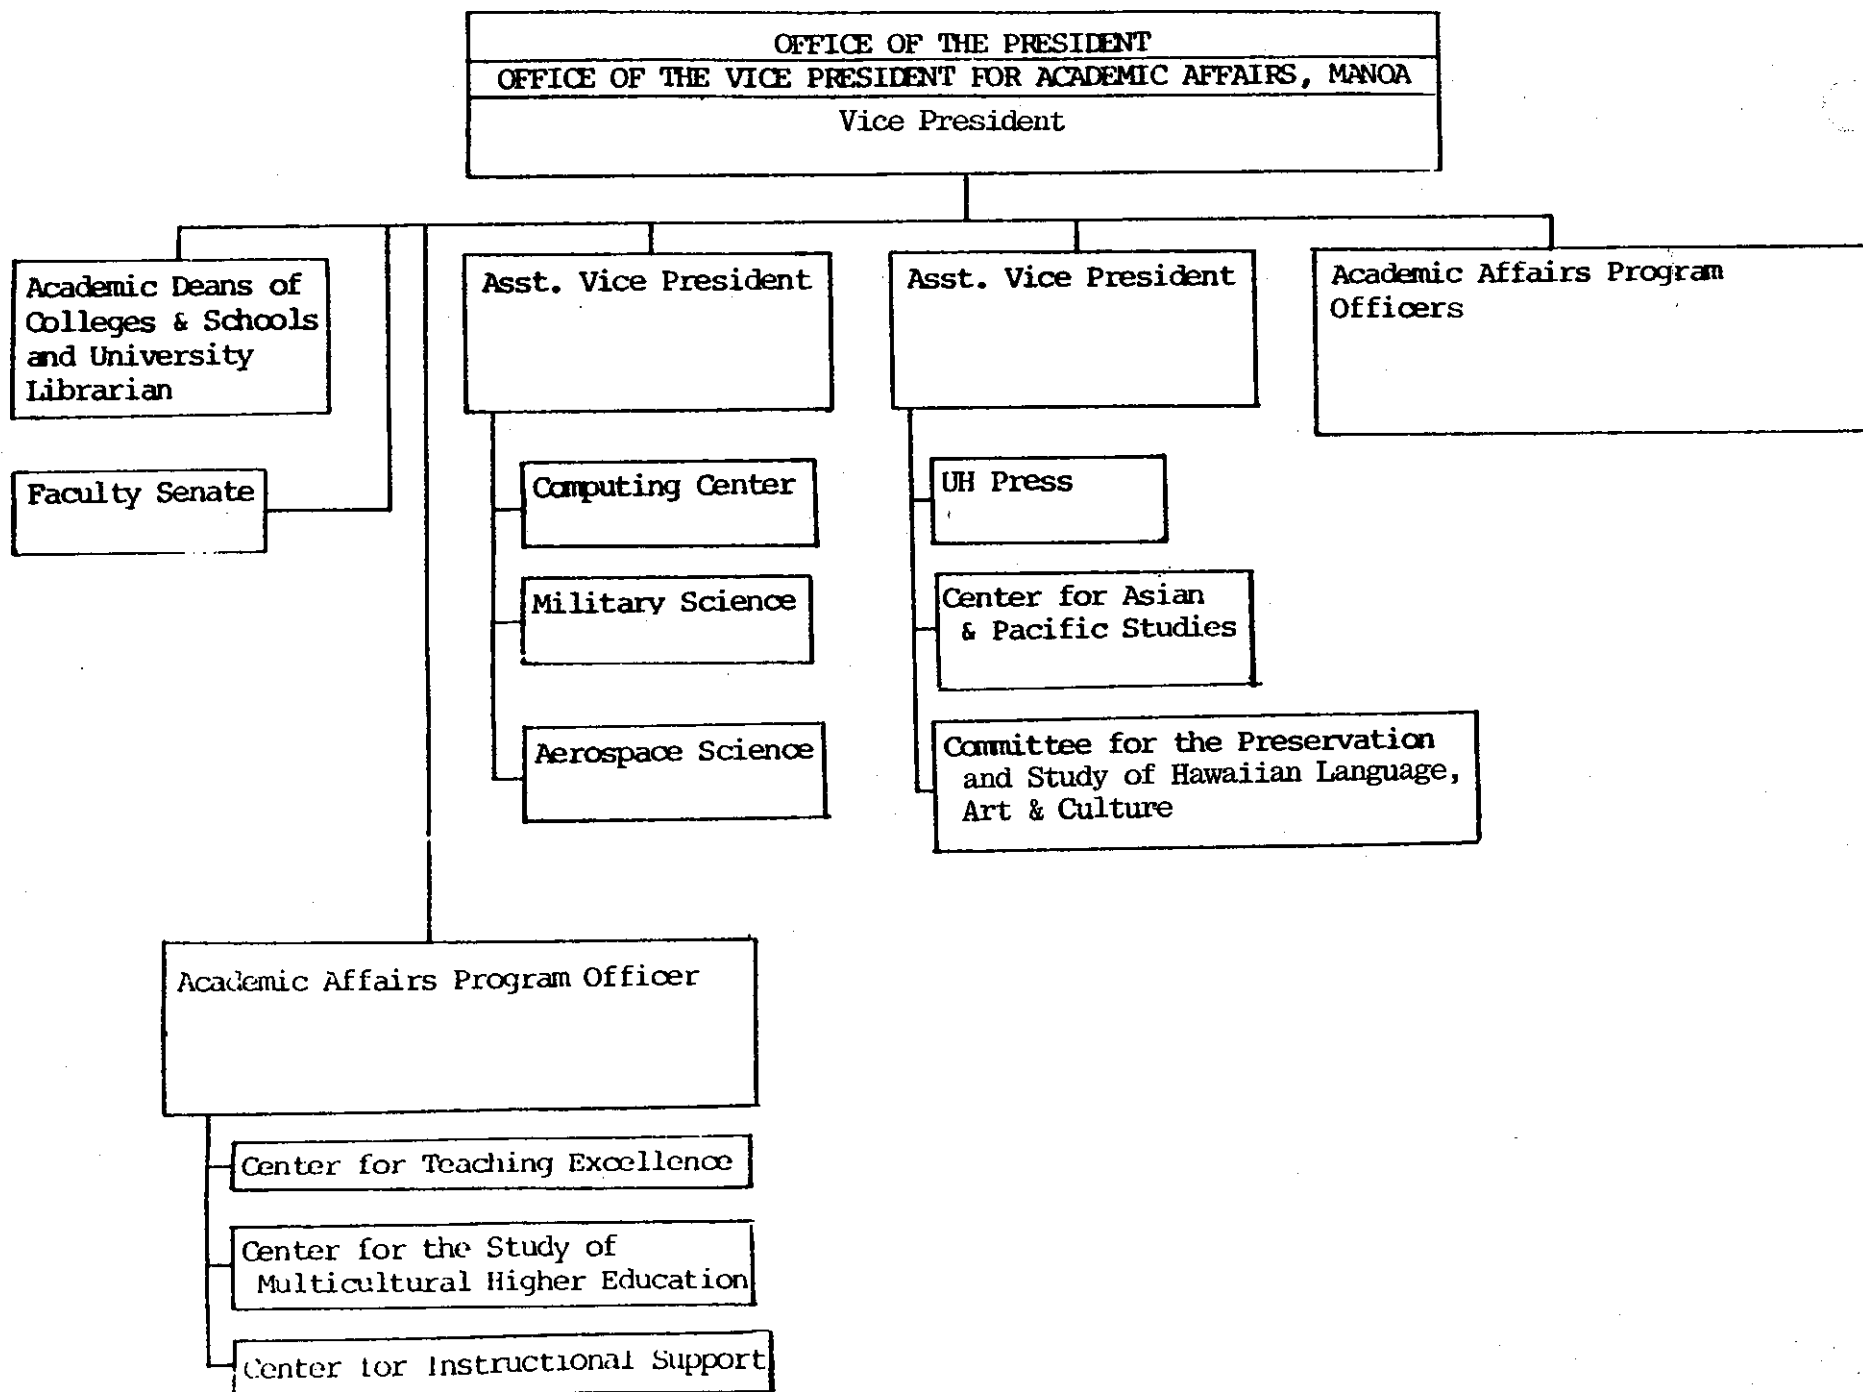 OFFICE OF THE PRESIDENT
OFFICE OF THE VICE PRESIDENT FOR ACADEMIC AFFAIRS, MANOA
Vice President
Academic Deans of
Colleges & Schools
and University
Librarian
Asst. Vice President
Asst. Vice President
Academic Affairs Program
Officers
Faculty Senate
Computing Center
Military Science
Aerospace Science
UH Press
Center for Asian
& Pacific Studies
Committee for the Preservation
and Study of Hawaiian Language,
Art & Culture
Academic Affairs Program Officer
Center for Teaching Excellence
Center for the Study of
Multicultural Higher Education
Center for Instructional Support